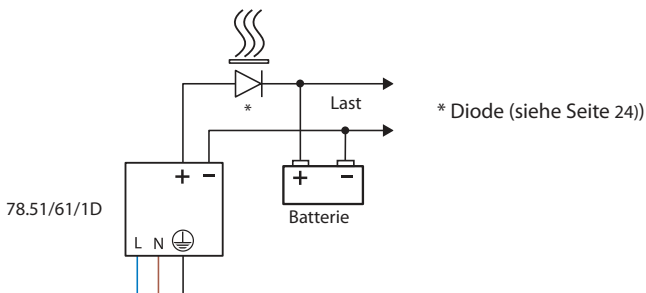 *
Last
* Diode (siehe Seite 24))
+ −
+ −
78.51/61/1D
Batterie
L N